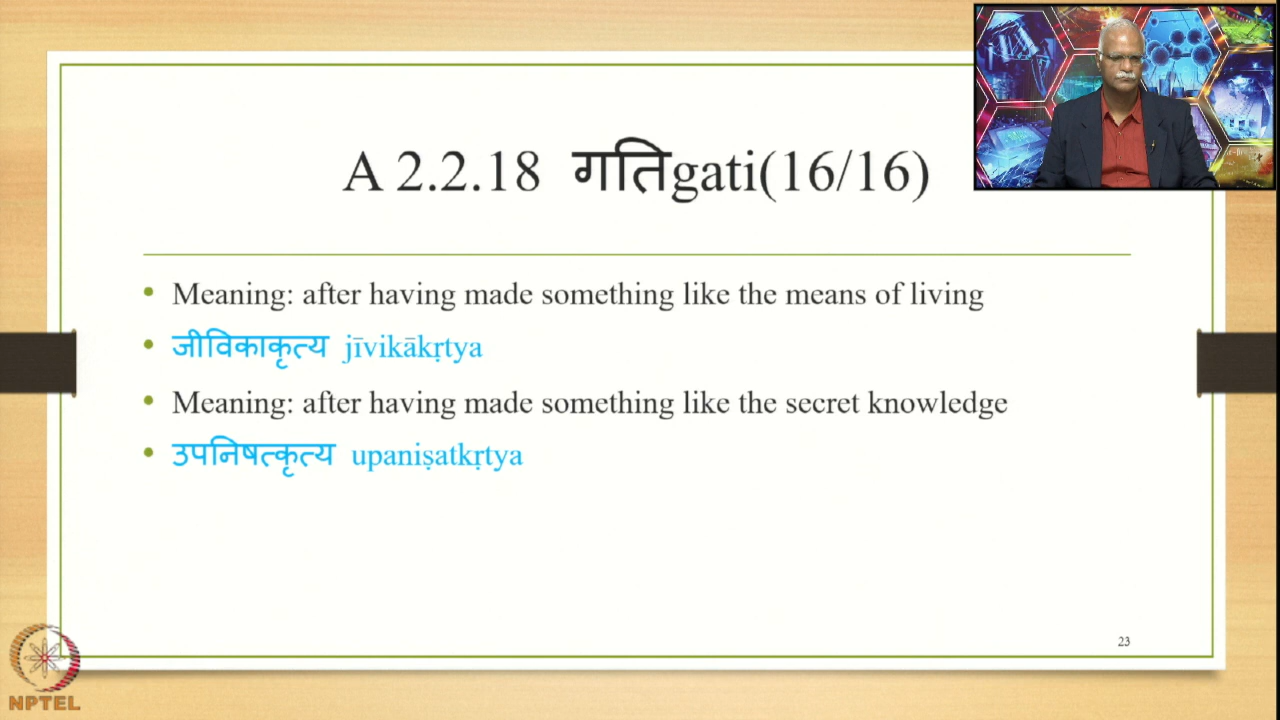 A 2.2.18 गतिgati(16/16)
• Meaning: after having made something like the means of living
• जीविकाकृत्य jīvikākṛtya
• Meaning: after having made something like the secret knowledge
• उपनिषत्कृत्य upaniṣatkṛtya
23
NPTEL